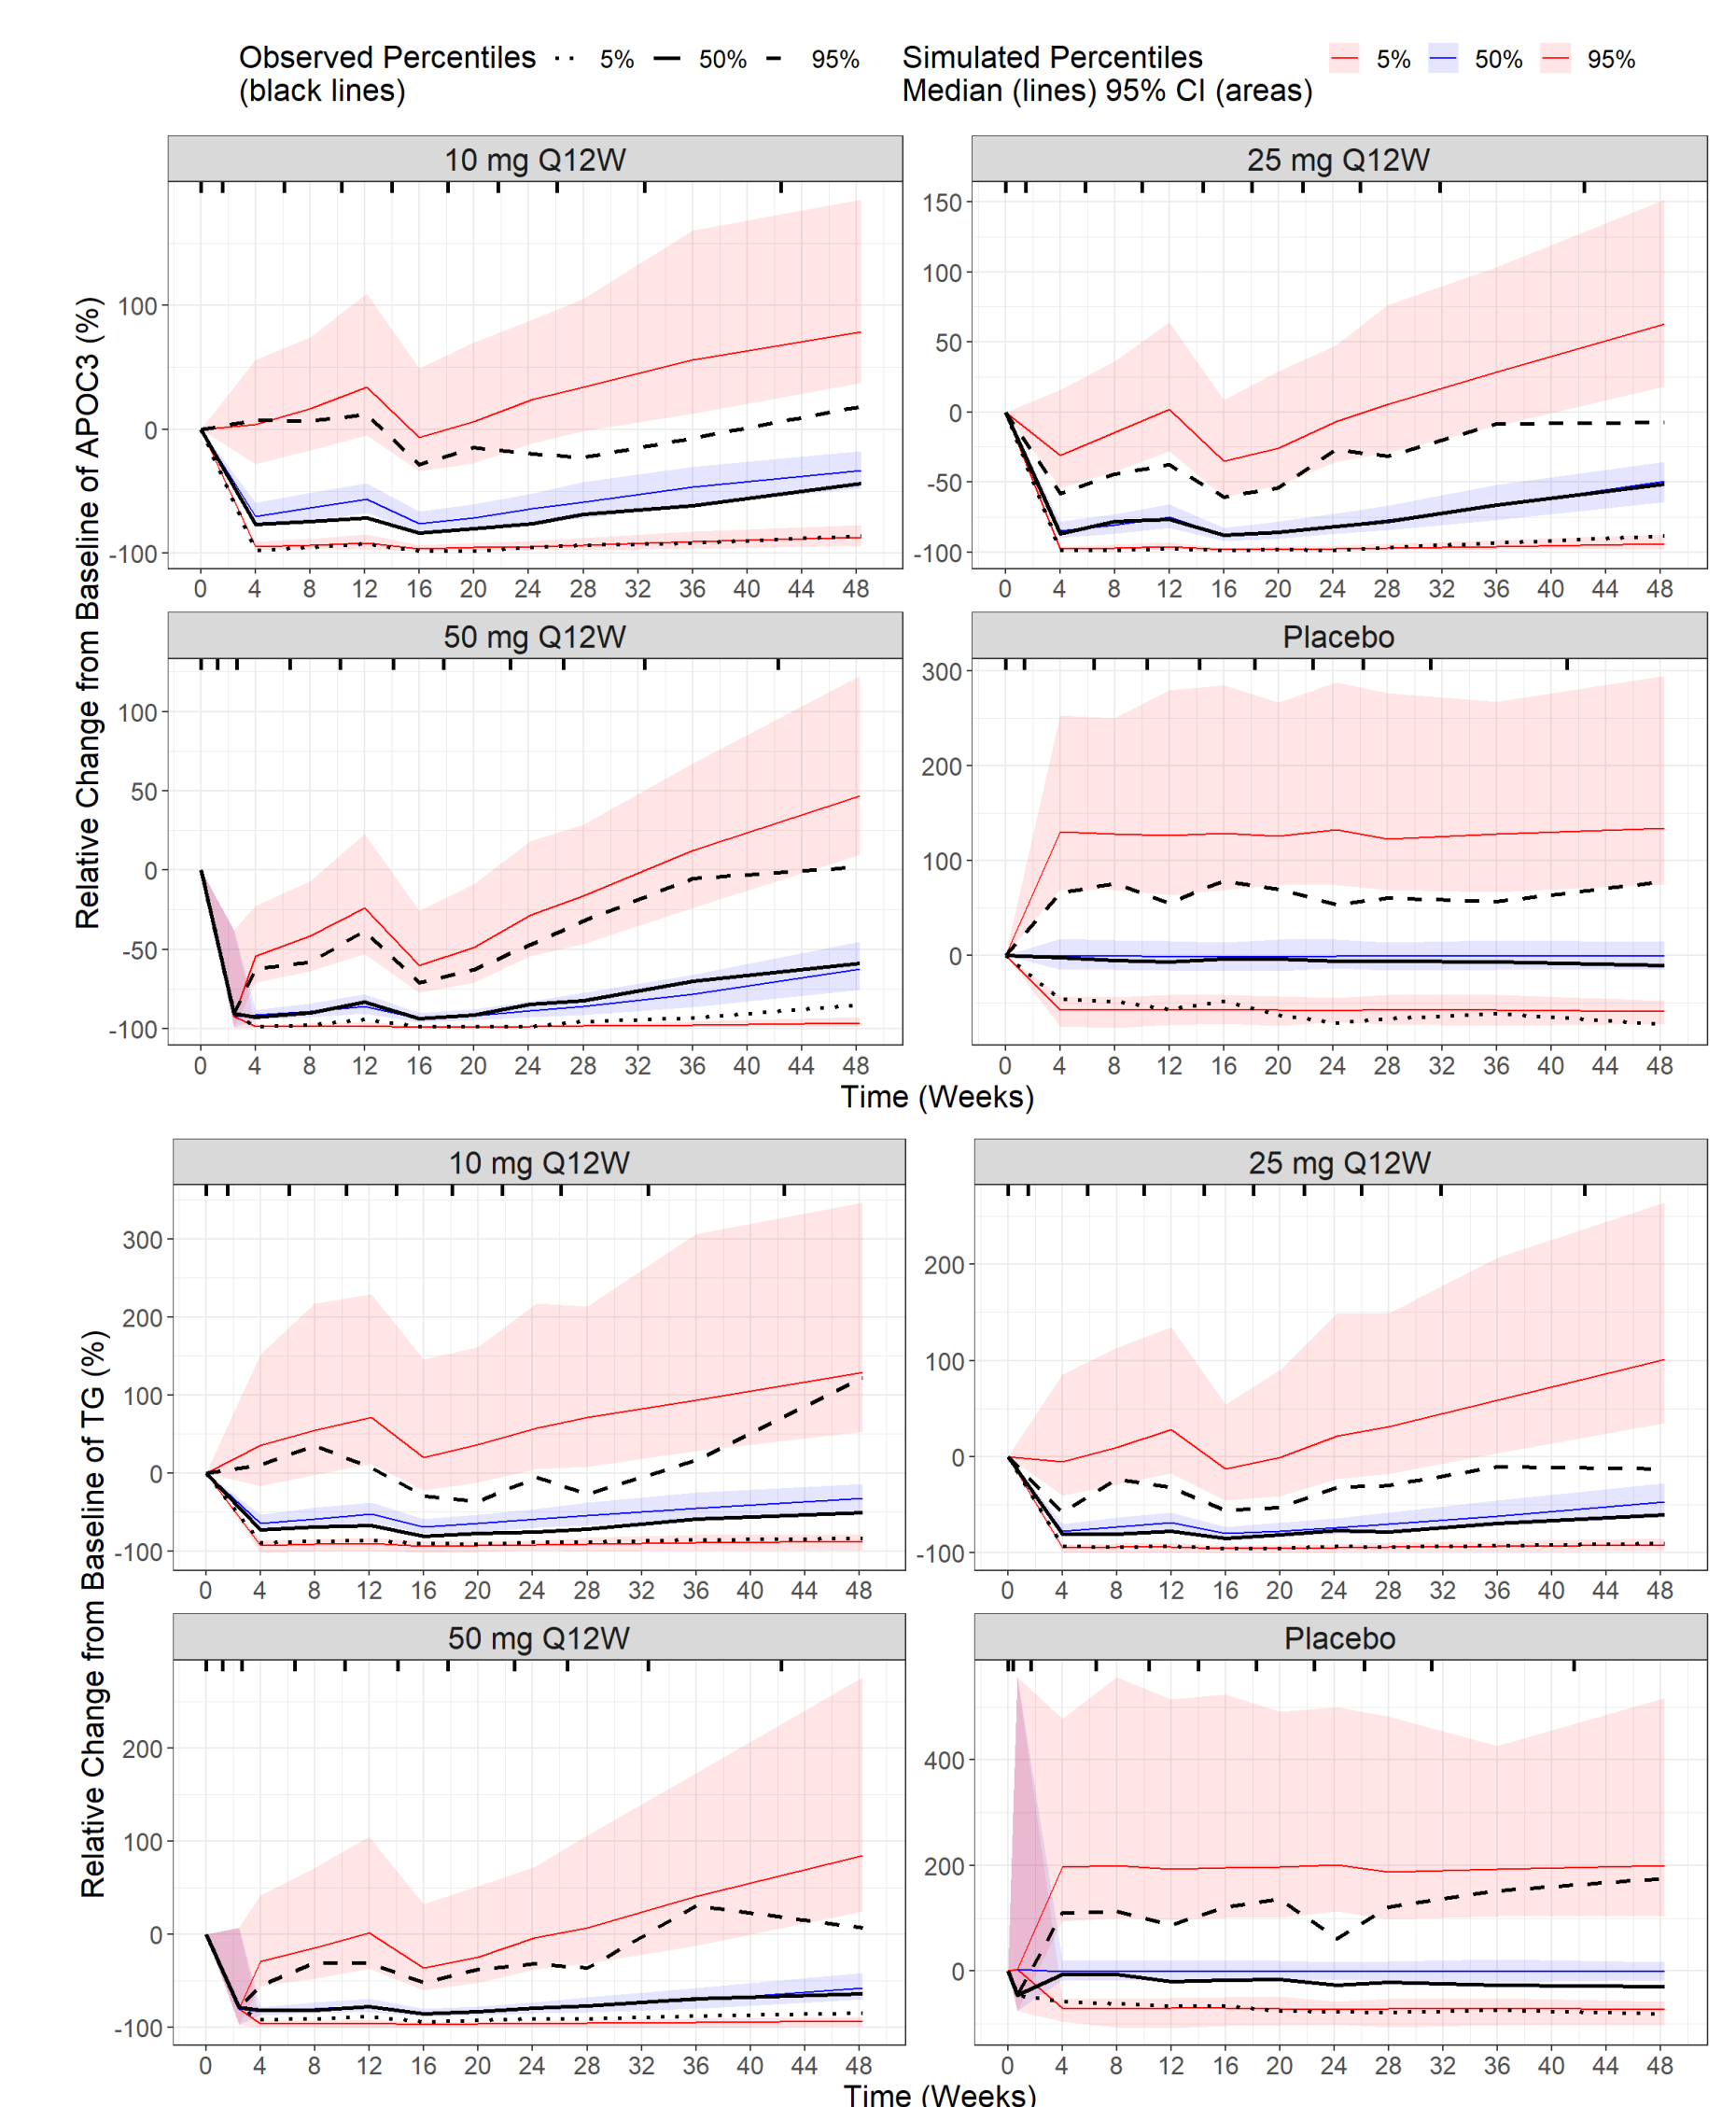 Observed Percentiles 5% 50% 95% Simulated Percentiles 5% 50% 95%
(black lines) Median (lines) 95% CI (areas)
10 mg Q12W 25 mg Q12W
Relative Change from Baseline of APOC3 (%)
100
0
-100
0 4 8 12 16 20 24 28 32 36 40 44 48
150
100
50
0
-50
-100
0 4 8 12 16 20 24 28 32 36 40 44 48
50 mg Q12W Placebo
100
50
0
-50
-100
0 4 8 12 16 20 24 28 32 36 40 44 48
300
200
100
0
0 4 8 12 16 20 24 28 32 36 40 44 48
Time (Weeks)
10 mg Q12W 25 mg Q12W
Relative Change from Baseline of TG (%)
300
200
100
0
-100
0 4 8 12 16 20 24 28 32 36 40 44 48
200
100
0
-100
0 4 8 12 16 20 24 28 32 36 40 44 48
50 mg Q12W Placebo
200
100
0
-100
0 4 8 12 16 20 24 28 32 36 40 44 48
400
200
0
0 4 8 12 16 20 24 28 32 36 40 44 48
Time (Weeks)